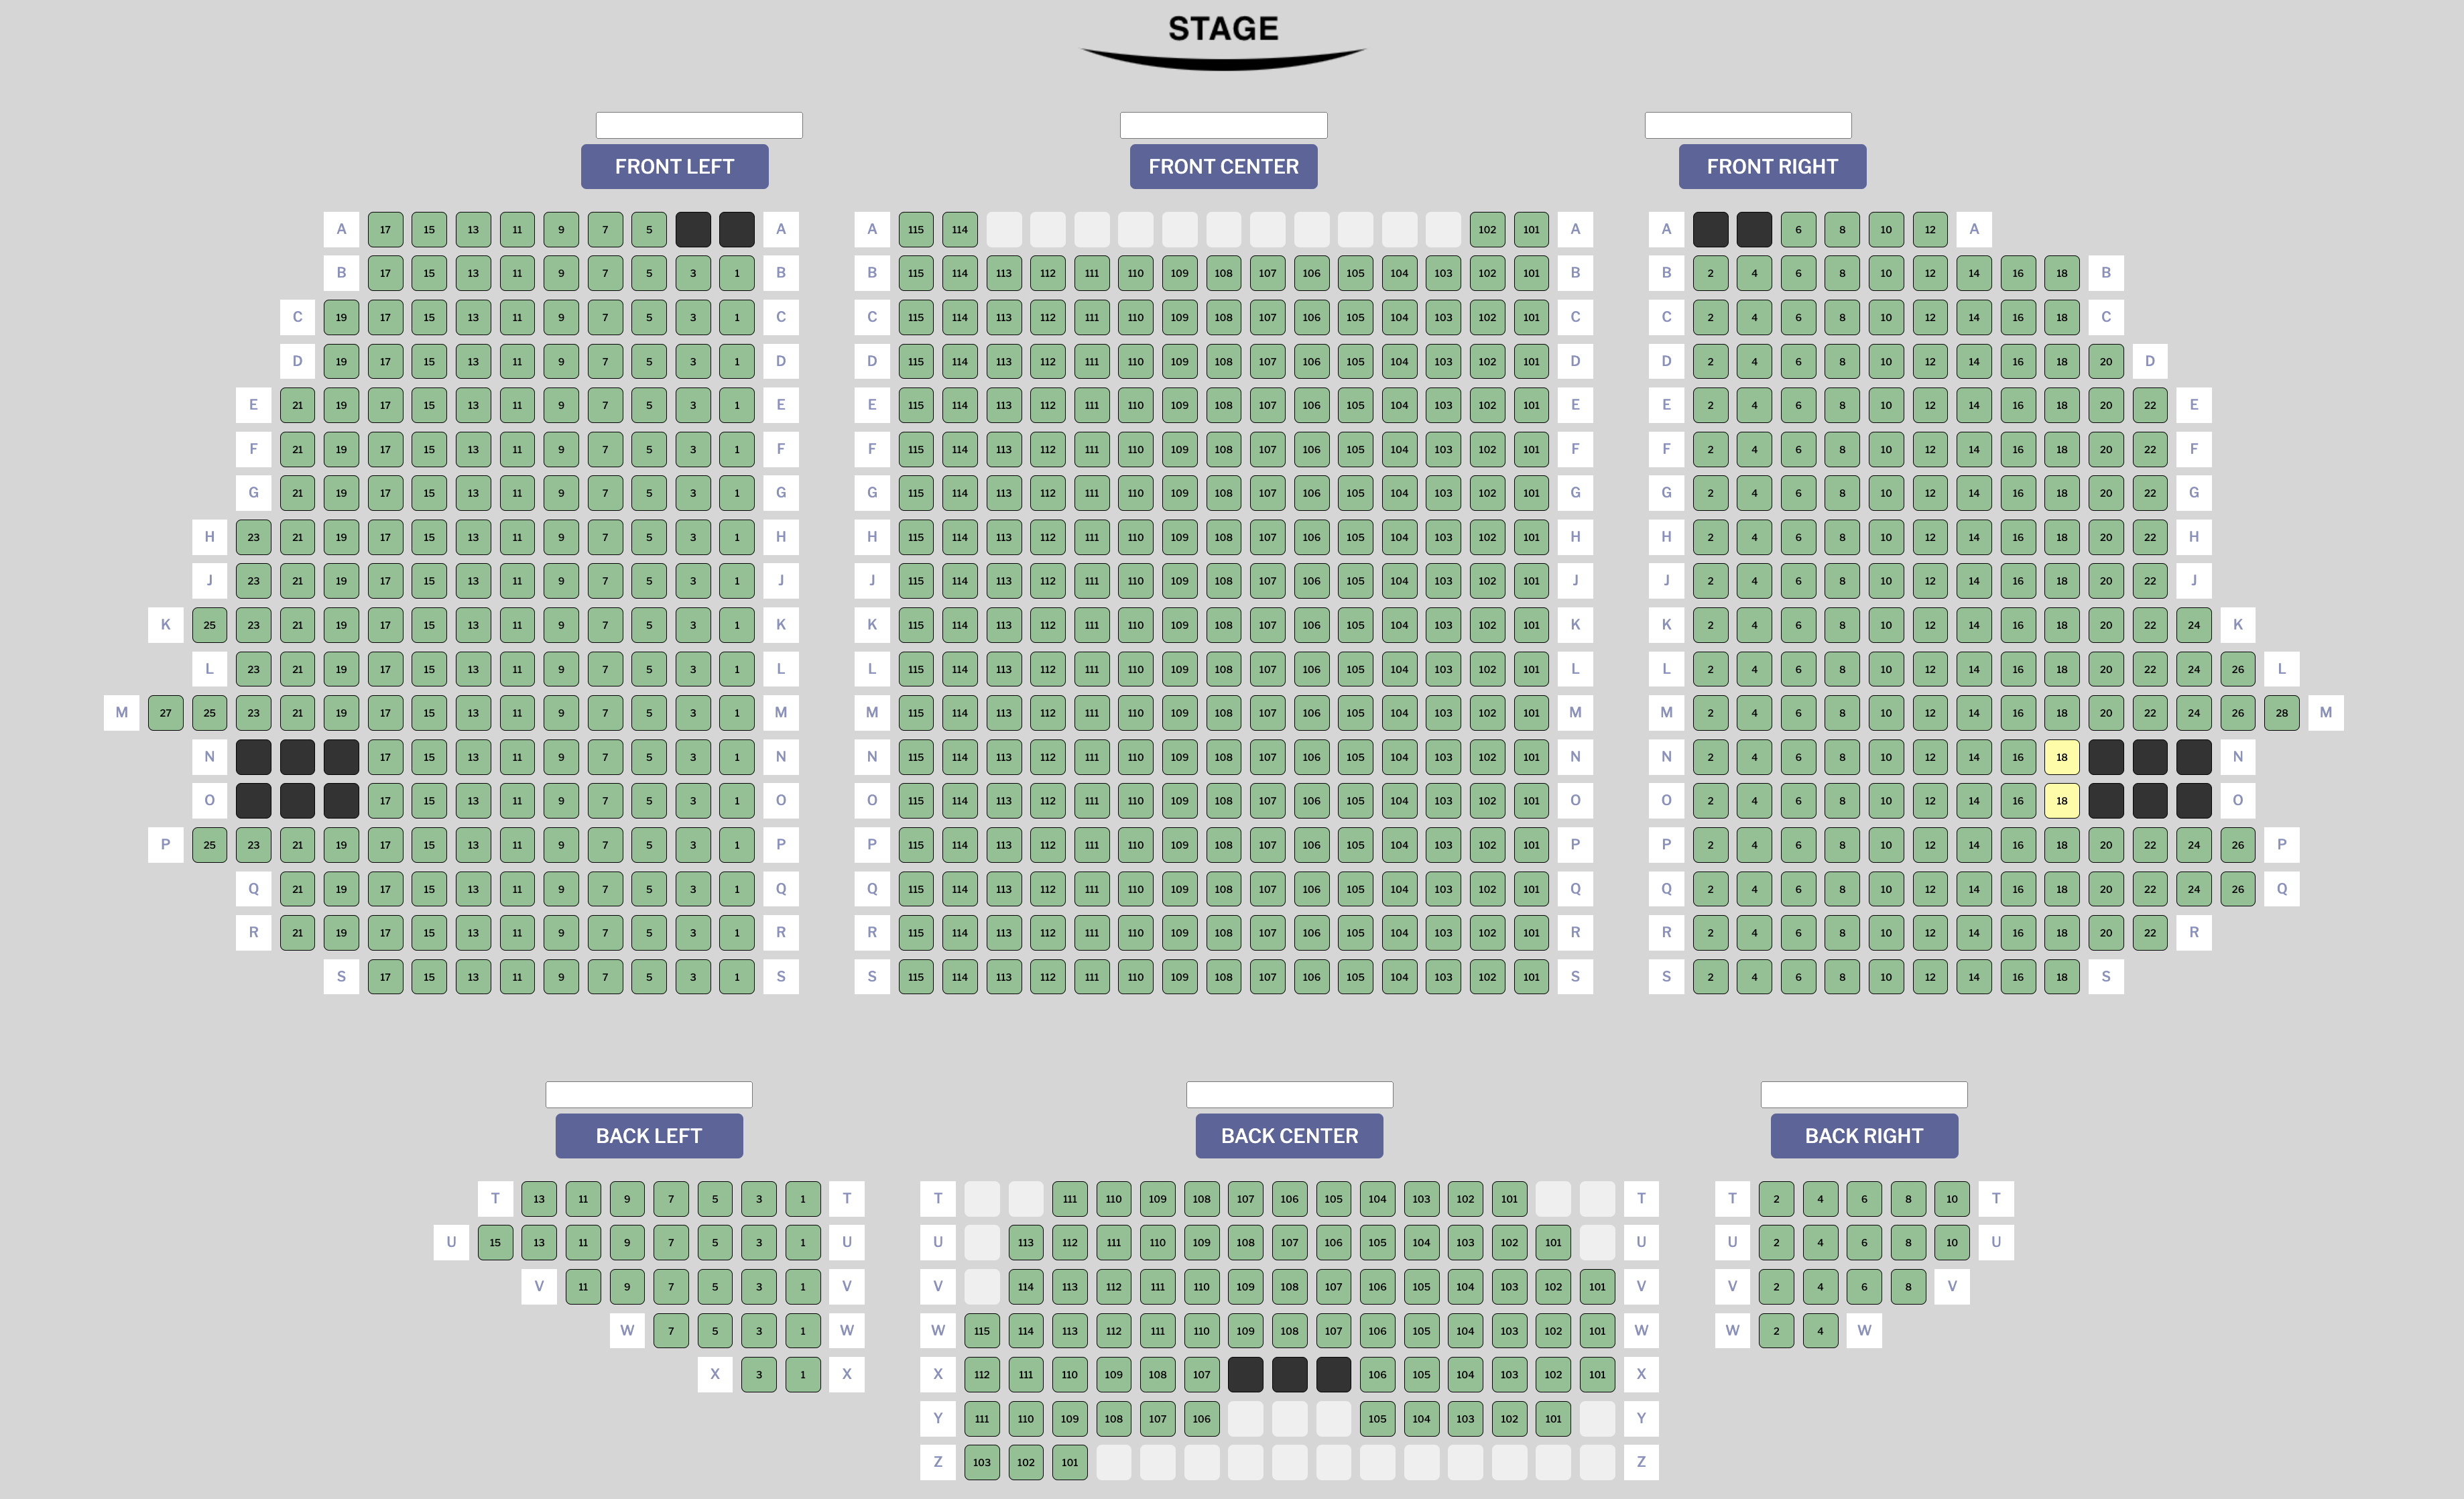 STAGE
FRONT LEFT FRONT CENTER FRONT RIGHT
A 17 15 13 11 9 7 5 A A 115 114 102 101 A A 6 8 10 12 A
B 17 15 13 11 9 7 5 3 1 B B 115 114 113 112 111 110 109 108 107 106 105 104 103 102 101 B B 2 4 6 8 10 12 14 16 18 B
C 19 17 15 13 11 9 7 5 3 1 C C 115 114 113 112 111 110 109 108 107 106 105 104 103 102 101 C C 2 4 6 8 10 12 14 16 18 C
D 19 17 15 13 11 9 7 5 3 1 D D 115 114 113 112 111 110 109 108 107 106 105 104 103 102 101 D D 2 4 6 8 10 12 14 16 18 20 D
E 21 19 17 15 13 11 9 7 5 3 1 E E 115 114 113 112 111 110 109 108 107 106 105 104 103 102 101 E E 2 4 6 8 10 12 14 16 18 20 22 E
F 21 19 17 15 13 11 9 7 5 3 1 F F 115 114 113 112 111 110 109 108 107 106 105 104 103 102 101 F F 2 4 6 8 10 12 14 16 18 20 22 F
G 21 19 17 15 13 11 9 7 5 3 1 G G 115 114 113 112 111 110 109 108 107 106 105 104 103 102 101 G G 2 4 6 8 10 12 14 16 18 20 22 G
H 23 21 19 17 15 13 11 9 7 5 3 1 H H 115 114 113 112 111 110 109 108 107 106 105 104 103 102 101 H H 2 4 6 8 10 12 14 16 18 20 22 H
J 23 21 19 17 15 13 11 9 7 5 3 1 J J 115 114 113 112 111 110 109 108 107 106 105 104 103 102 101 J J 2 4 6 8 10 12 14 16 18 20 22 J
K 25 23 21 19 17 15 13 11 9 7 5 3 1 K K 115 114 113 112 111 110 109 108 107 106 105 104 103 102 101 K K 2 4 6 8 10 12 14 16 18 20 22 24 K
L 23 21 19 17 15 13 11 9 7 5 3 1 L L 115 114 113 112 111 110 109 108 107 106 105 104 103 102 101 L L 2 4 6 8 10 12 14 16 18 20 22 24 26 L
M 27 25 23 21 19 17 15 13 11 9 7 5 3 1 M M 115 114 113 112 111 110 109 108 107 106 105 104 103 102 101 M M 2 4 6 8 10 12 14 16 18 20 22 24 26 28 M
N 17 15 13 11 9 7 5 3 1 N N 115 114 113 112 111 110 109 108 107 106 105 104 103 102 101 N N 2 4 6 8 10 12 14 16 18 N
O 17 15 13 11 9 7 5 3 1 O O 115 114 113 112 111 110 109 108 107 106 105 104 103 102 101 O O 2 4 6 8 10 12 14 16 18 O
P 25 23 21 19 17 15 13 11 9 7 5 3 1 P P 115 114 113 112 111 110 109 108 107 106 105 104 103 102 101 P P 2 4 6 8 10 12 14 16 18 20 22 24 26 P
Q 21 19 17 15 13 11 9 7 5 3 1 Q Q 115 114 113 112 111 110 109 108 107 106 105 104 103 102 101 Q Q 2 4 6 8 10 12 14 16 18 20 22 24 26 Q
R 21 19 17 15 13 11 9 7 5 3 1 R R 115 114 113 112 111 110 109 108 107 106 105 104 103 102 101 R R 2 4 6 8 10 12 14 16 18 20 22 R
S 17 15 13 11 9 7 5 3 1 S S 115 114 113 112 111 110 109 108 107 106 105 104 103 102 101 S S 2 4 6 8 10 12 14 16 18 S
BACK LEFT BACK CENTER BACK RIGHT
T 13 11 9 7 5 3 1 T T 111 110 109 108 107 106 105 104 103 102 101 T T 2 4 6 8 10 T
U 15 13 11 9 7 5 3 1 U U 113 112 111 110 109 108 107 106 105 104 103 102 101 U U 2 4 6 8 10 U
V 11 9 7 5 3 1 V V 114 113 112 111 110 109 108 107 106 105 104 103 102 101 V V 2 4 6 8 V
W 7 5 3 1 W W 115 114 113 112 111 110 109 108 107 106 105 104 103 102 101 W W 2 4 W
X 3 1 X X 112 111 110 109 108 107 106 105 104 103 102 101 X
Y 111 110 109 108 107 106 105 104 103 102 101 Y
Z 103 102 101 Z